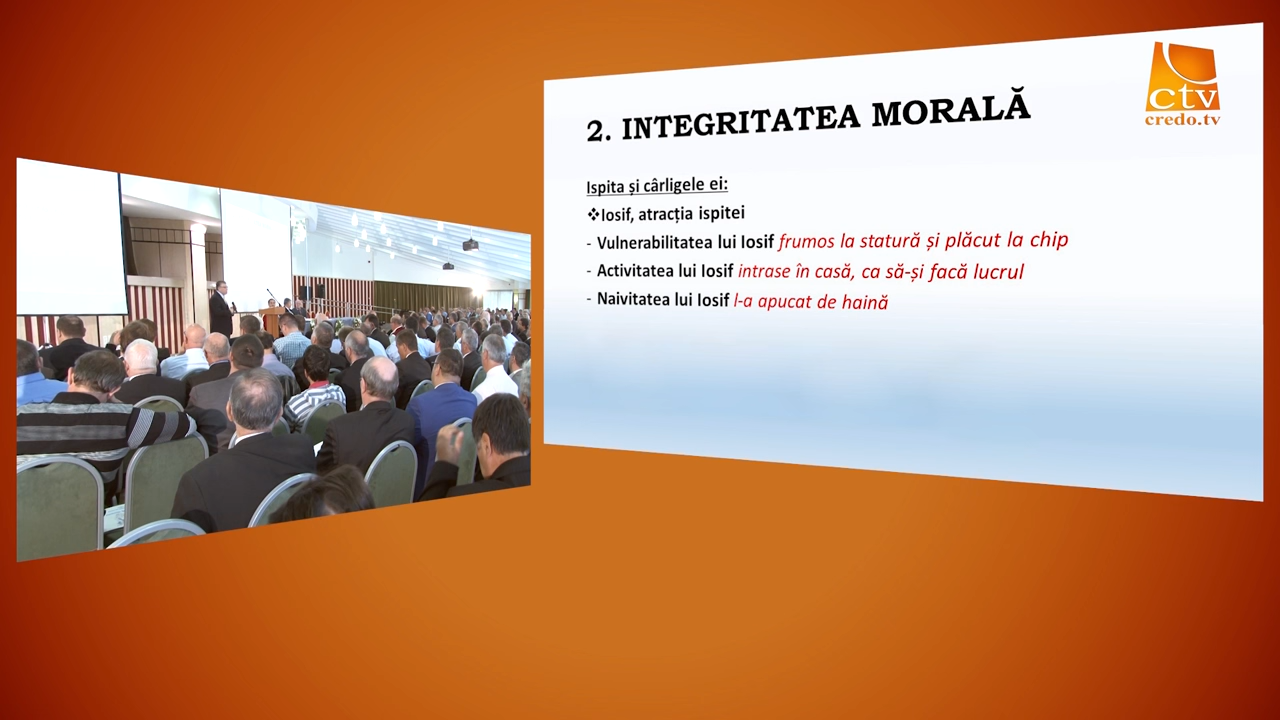 2. INTEGRITATEA MORALĂ
Ispita și cârligele ei:
❖Iosif, atracția ispitei
- Vulnerabilitatea lui Iosif frumos la statură și plăcut la chip
- Activitatea lui Iosif intrase în casă, ca să-și facă lucrul
- Naivitatea lui Iosif l-a apucat de haină
ctv
credo.tv